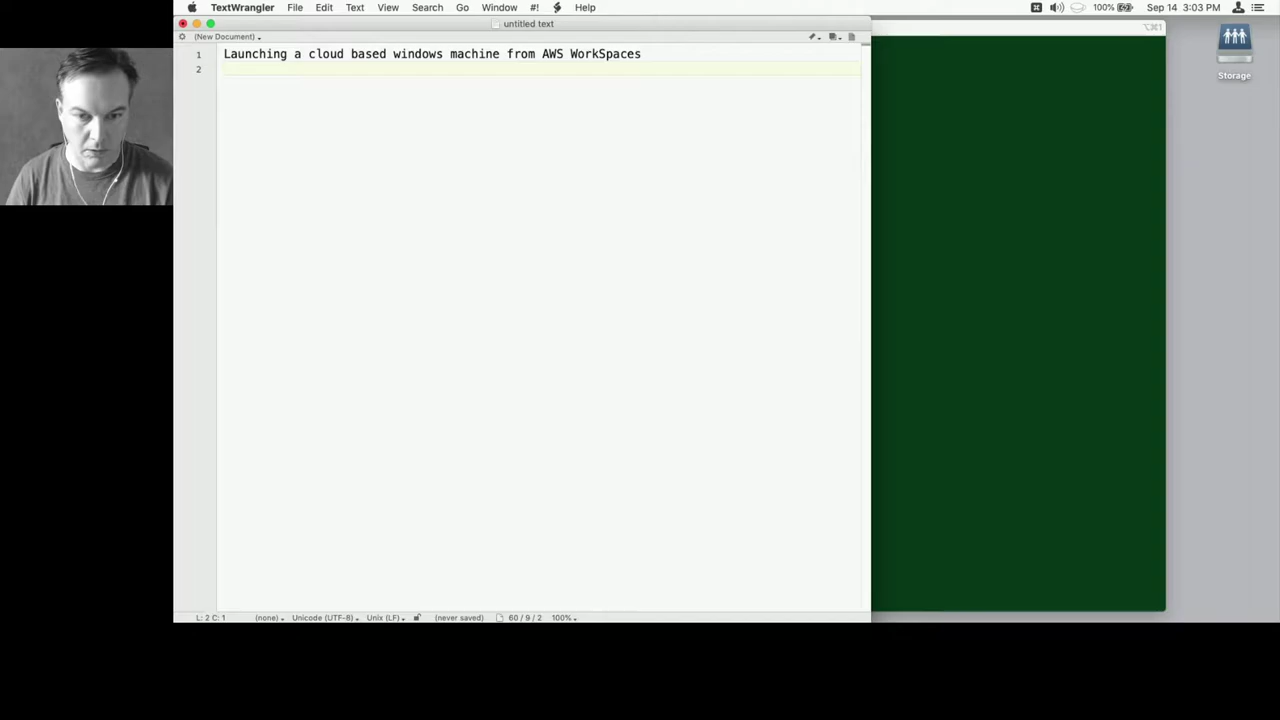 TextWrangler File Edit Text View Search Go Window #! Help 100% Sep 14 3:03 PM
untitled text
⌥⌘1
(New Document)
1 Launching a cloud based windows machine from AWS WorkSpaces
2
Storage
L: 2 C: 1 (none) Unicode (UTF-8) Unix (LF) (never saved) 60 / 9 / 2 100%